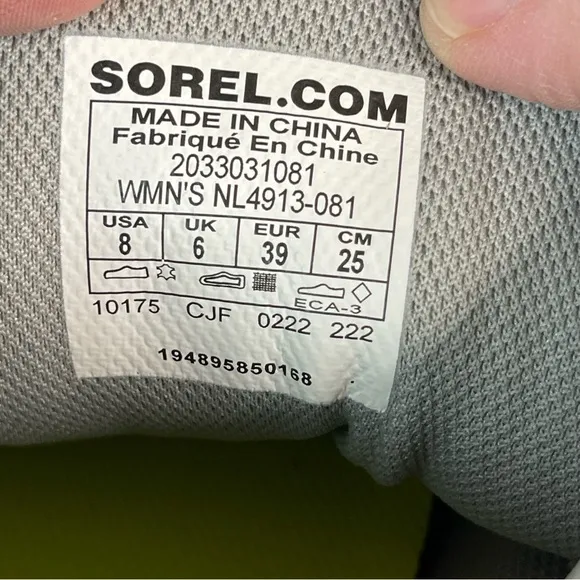 SOREL.COM
MADE IN CHINA
Fabriqué En Chine
2033031081
WMN'S NL4913-081
USA UK EUR CM
8 6 39 25
ECA-3
10175 CJF 0222 222
194895850168